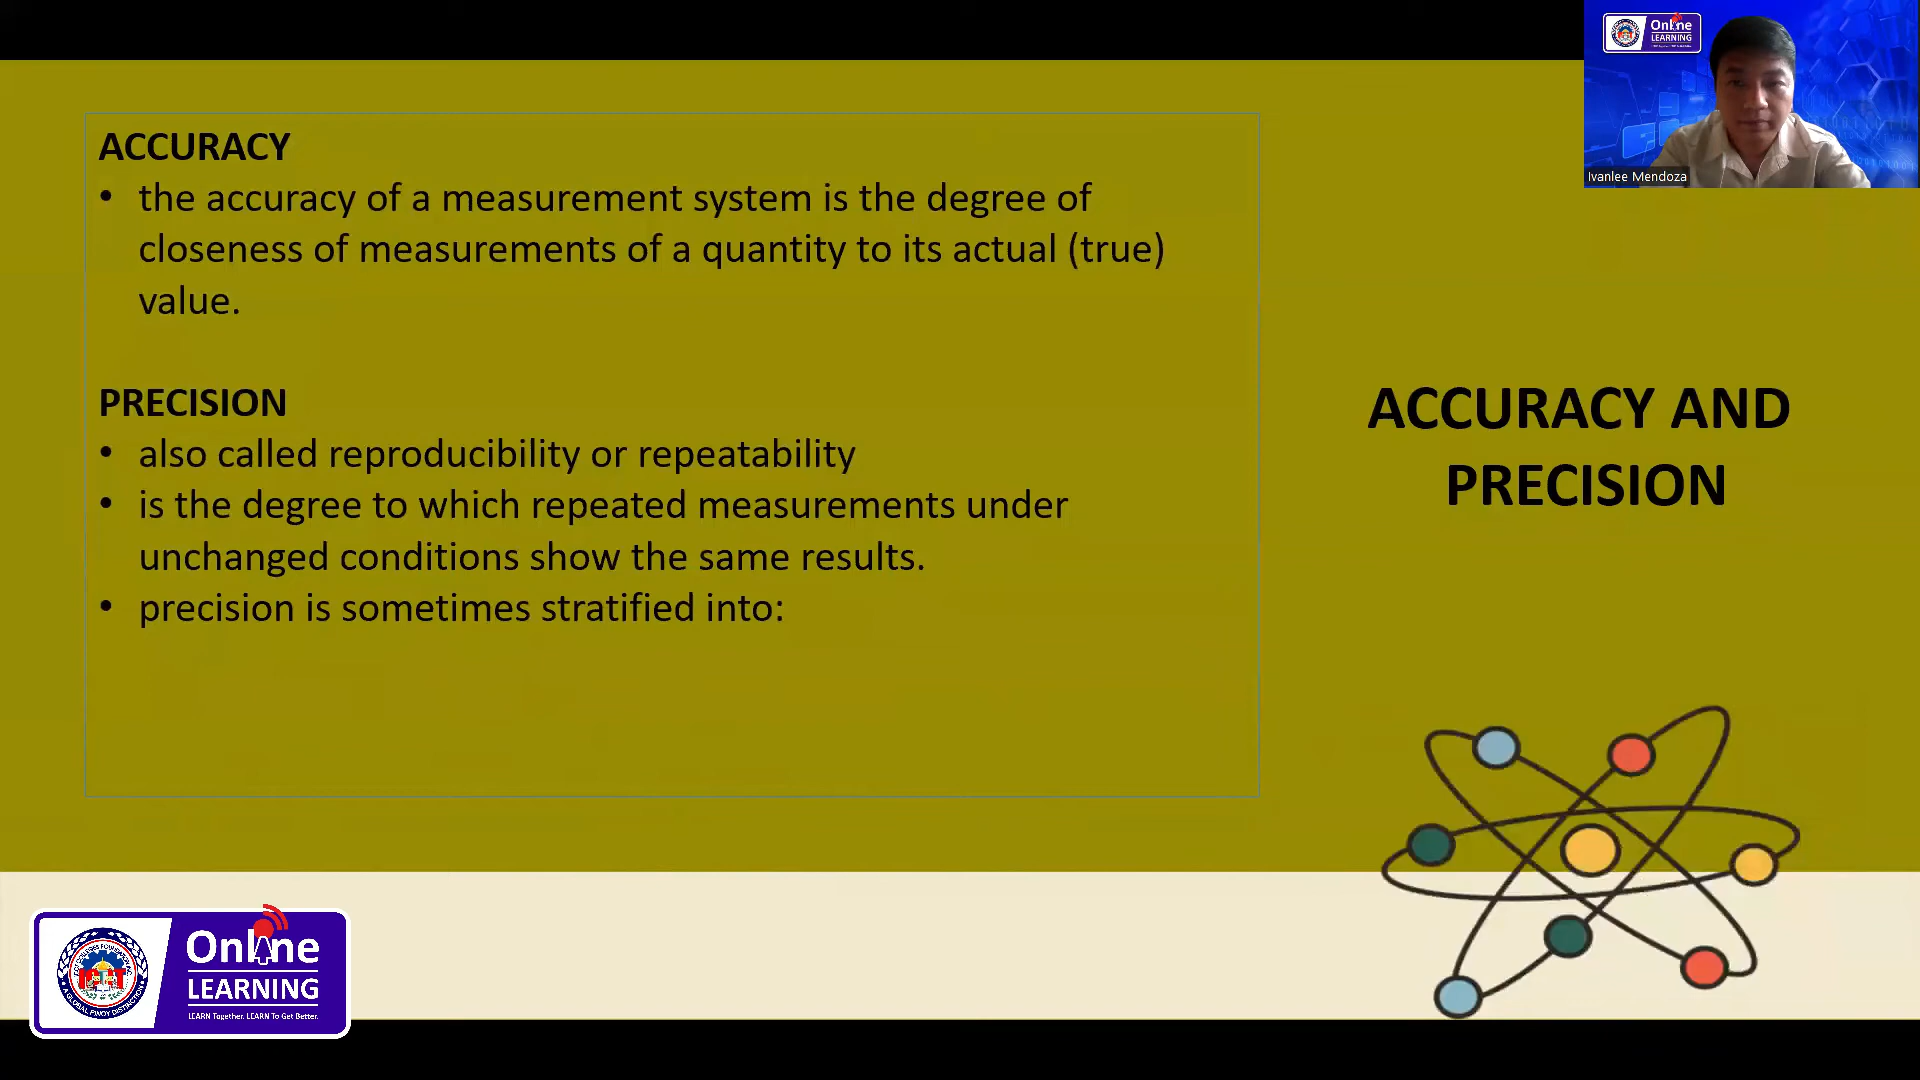 ACCURACY
• the accuracy of a measurement system is the degree of
closeness of measurements of a quantity to its actual (true)
value.
PRECISION
• also called reproducibility or repeatability
• is the degree to which repeated measurements under
unchanged conditions show the same results.
• precision is sometimes stratified into:
ACCURACY AND
PRECISION
Online
LEARNING
Ivanlee Mendoza
Online
LEARNING
LEARN Together. LEARN To Get Better.
A GLOBAL PINOY DISTINCTION